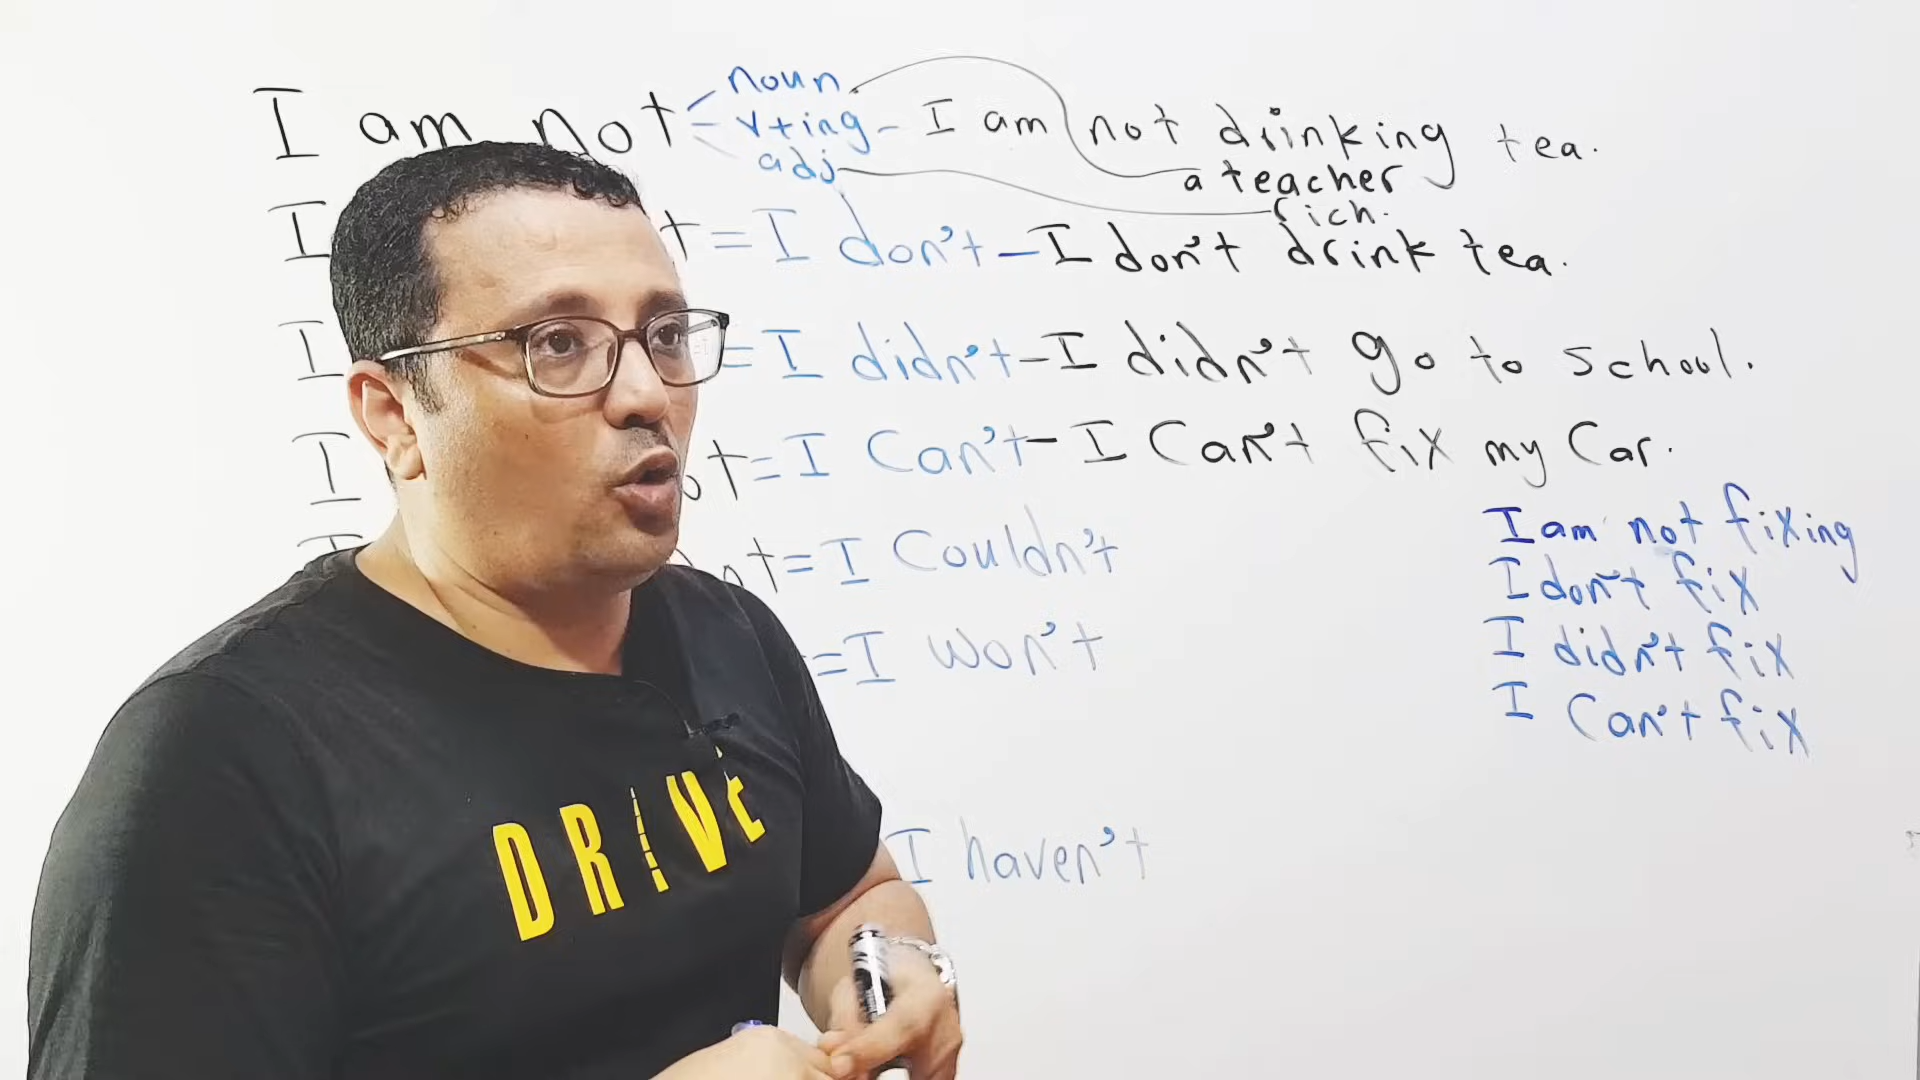 noun
I am not v+ing - I am not drinking tea.
adj a teacher
rich.
I = I don't - I don't drink tea.
I = I didn't - I didn't go to school.
I = I Can't - I Can't fix my Car.
= I Couldn't
= I won't
I haven't
I am not fixing
I don't fix
I didn't fix
I Can't fix
DRIVE